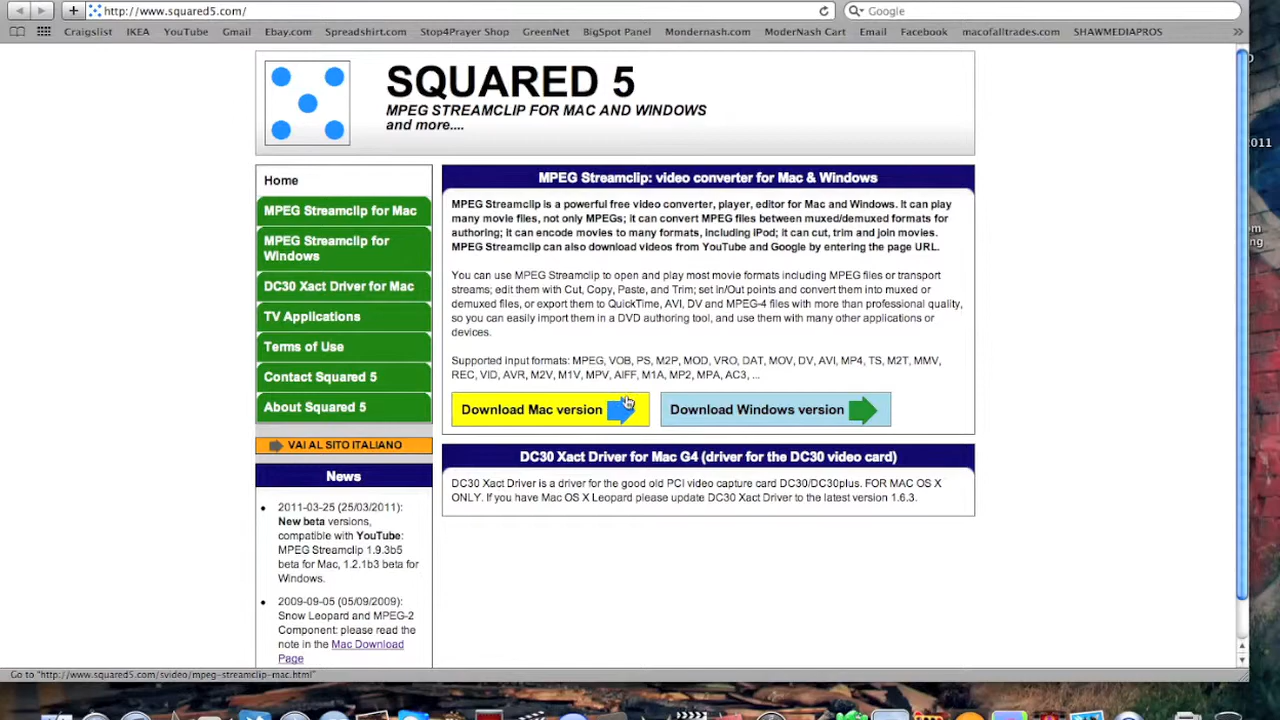 http://www.squared5.com/
Google
Craigslist IKEA YouTube Gmail Ebay.com Spreadshirt.com Stop4Prayer Shop GreenNet BigSpot Panel Mondernash.com ModerNash Cart Email Facebook macofalltrades.com SHAWMEDIAPROS
SQUARED 5
MPEG STREAMCLIP FOR MAC AND WINDOWS
and more....
Home
MPEG Streamclip for Mac
MPEG Streamclip for
Windows
DC30 Xact Driver for Mac
TV Applications
Terms of Use
Contact Squared 5
About Squared 5
VAI AL SITO ITALIANO
News
2011-03-25 (25/03/2011):
New beta versions,
compatible with YouTube:
MPEG Streamclip 1.9.3b5
beta for Mac, 1.2.1b3 beta for
Windows.
2009-09-05 (05/09/2009):
Snow Leopard and MPEG-2
Component: please read the
note in the Mac Download
Page
MPEG Streamclip: video converter for Mac & Windows
MPEG Streamclip is a powerful free video converter, player, editor for Mac and Windows. It can play
many movie files, not only MPEGs; it can convert MPEG files between muxed/demuxed formats for
authoring; it can encode movies to many formats, including iPod; it can cut, trim and join movies.
MPEG Streamclip can also download videos from YouTube and Google by entering the page URL.
You can use MPEG Streamclip to open and play most movie formats including MPEG files or transport
streams; edit them with Cut, Copy, Paste, and Trim; set In/Out points and convert them into muxed or
demuxed files, or export them to QuickTime, AVI, DV and MPEG-4 files with more than professional quality,
so you can easily import them in a DVD authoring tool, and use them with many other applications or
devices.
Supported input formats: MPEG, VOB, PS, M2P, MOD, VRO, DAT, MOV, DV, AVI, MP4, TS, M2T, MMV,
REC, VID, AVR, M2V, M1V, MPV, AIFF, M1A, MP2, MPA, AC3, ...
Download Mac version
Download Windows version
DC30 Xact Driver for Mac G4 (driver for the DC30 video card)
DC30 Xact Driver is a driver for the good old PCI video capture card DC30/DC30plus. FOR MAC OS X
ONLY. If you have Mac OS X Leopard please update DC30 Xact Driver to the latest version 1.6.3.
2011
Go to "http://www.squared5.com/svideo/mpeg-streamclip-mac.html"